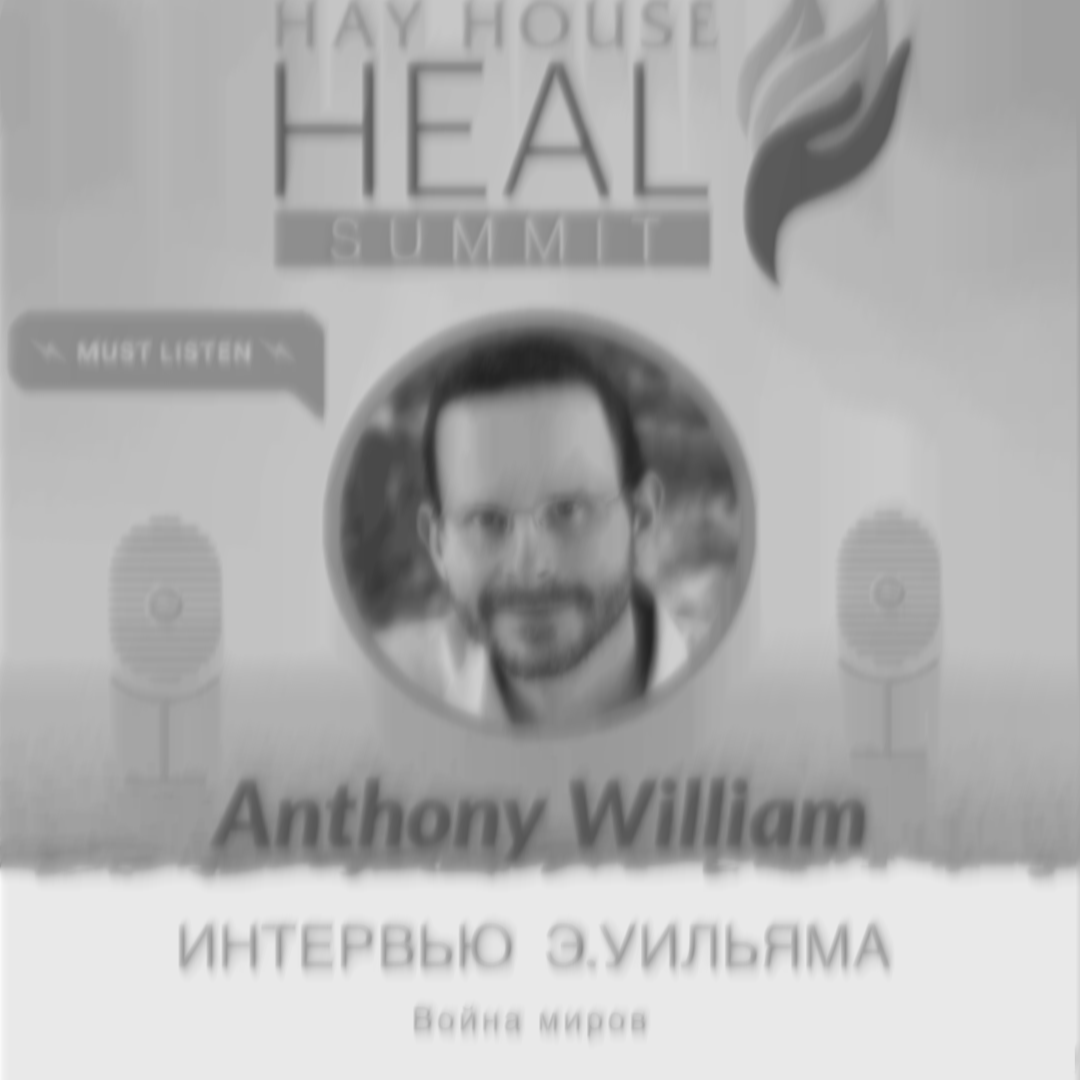 HAY HOUSE
HEAL
SUMMIT
MUST LISTEN
Anthony William
ИНТЕРВЬЮ Э.УИЛЬЯМА
Война миров